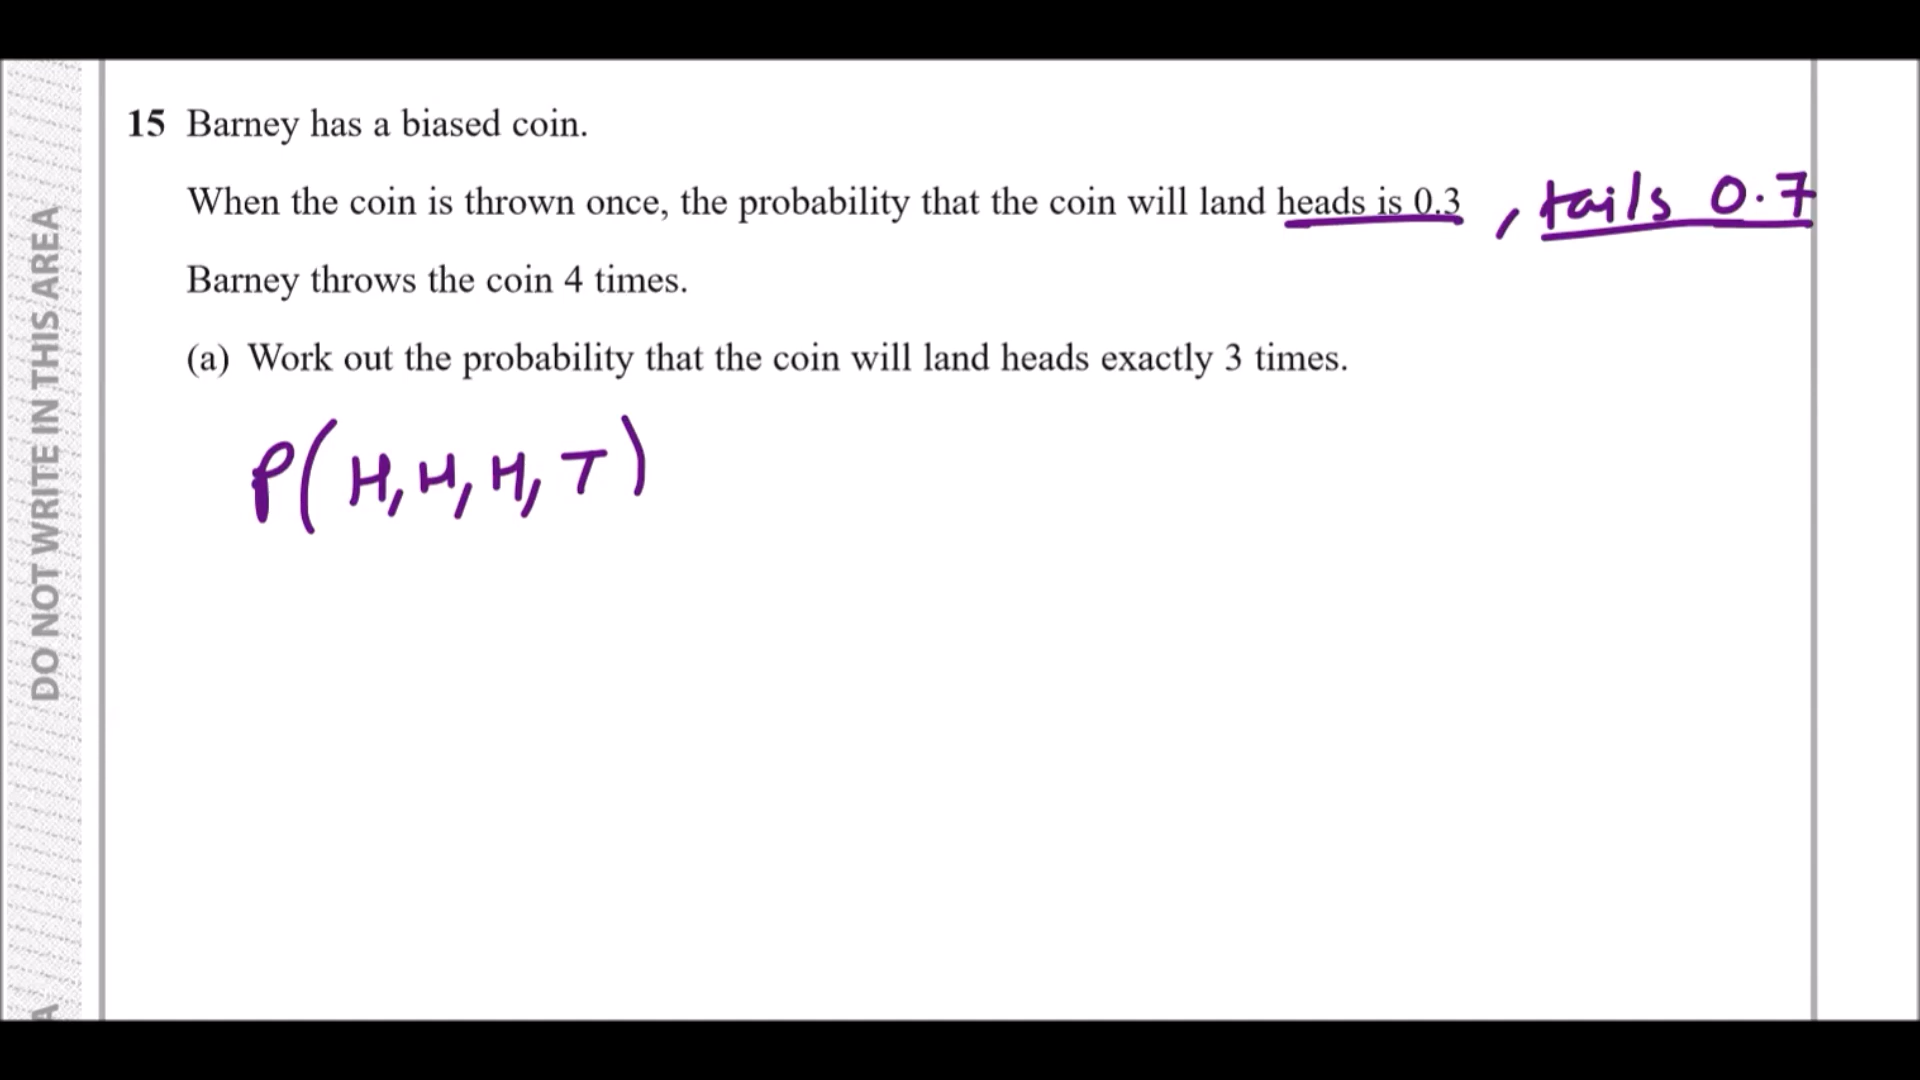 15 Barney has a biased coin.
When the coin is thrown once, the probability that the coin will land heads is 0.3 , tails 0.7
Barney throws the coin 4 times.
(a) Work out the probability that the coin will land heads exactly 3 times.
P(H, H, H, T)
DO NOT WRITE IN THIS AREA
A